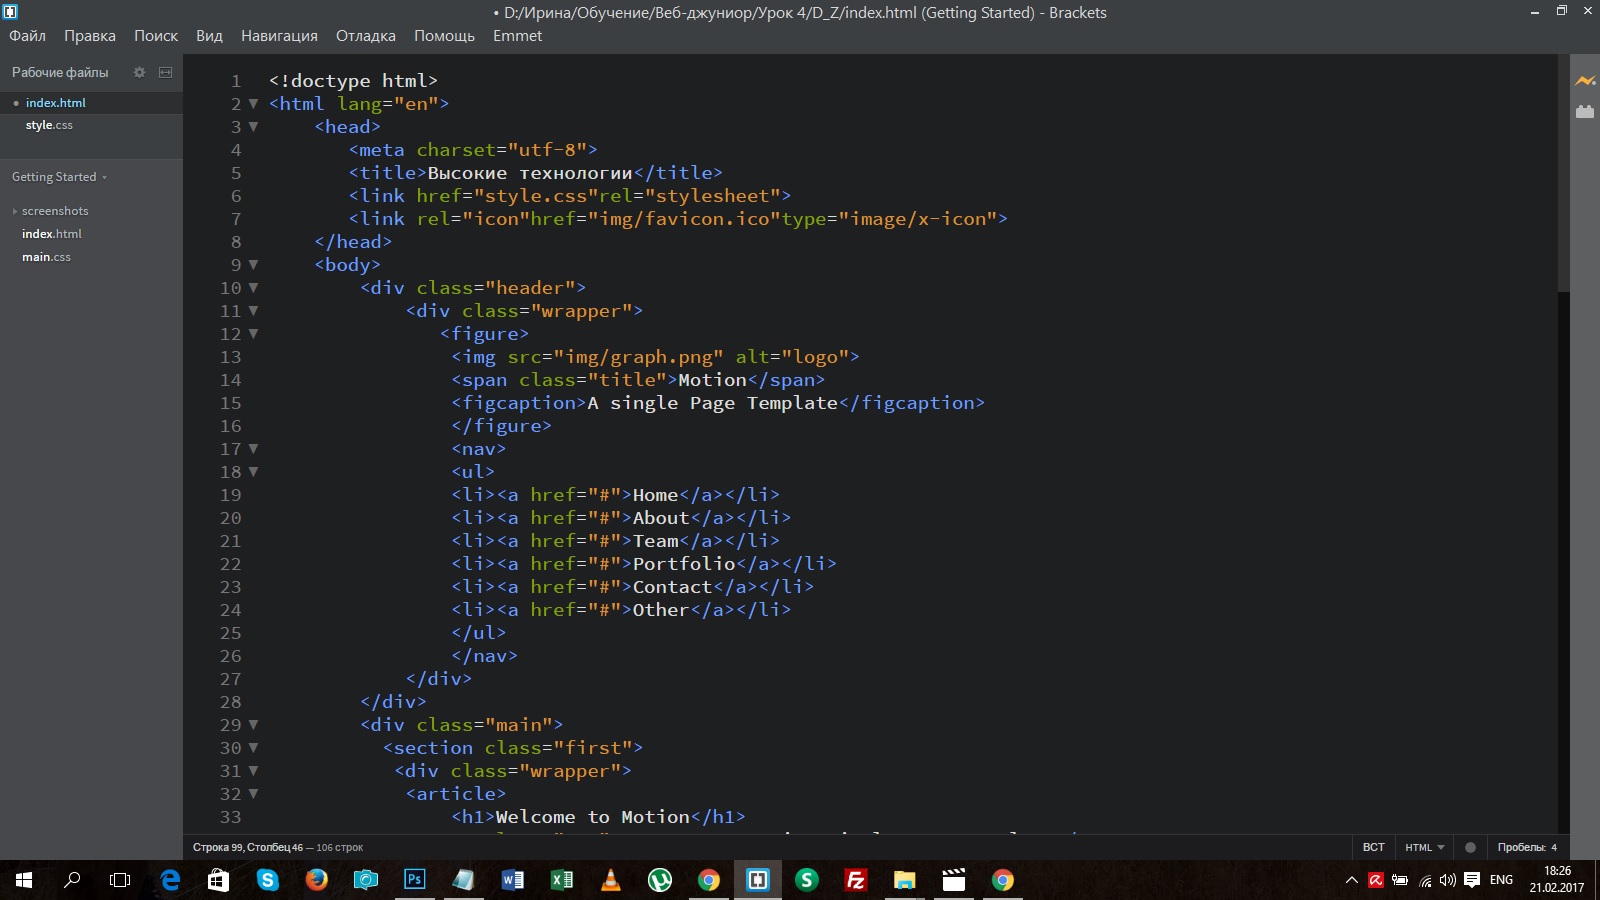 • D:/Ирина/Обучение/Веб-джуниор/Урок 4/D_Z/index.html (Getting Started) - Brackets
Файл Правка Поиск Вид Навигация Отладка Помощь Emmet
Рабочие файлы
• index.html
style.css
Getting Started
screenshots
index.html
main.css
1 <!doctype html>
2 <html lang="en">
3 <head>
4 <meta charset="utf-8">
5 <title>Высокие технологии</title>
6 <link href="style.css"rel="stylesheet">
7 <link rel="icon"href="img/favicon.ico"type="image/x-icon">
8 </head>
9 <body>
10 <div class="header">
11 <div class="wrapper">
12 <figure>
13 <img src="img/graph.png" alt="logo">
14 <span class="title">Motion</span>
15 <figcaption>A single Page Template</figcaption>
16 </figure>
17 <nav>
18 <ul>
19 <li><a href="#">Home</a></li>
20 <li><a href="#">About</a></li>
21 <li><a href="#">Team</a></li>
22 <li><a href="#">Portfolio</a></li>
23 <li><a href="#">Contact</a></li>
24 <li><a href="#">Other</a></li>
25 </ul>
26 </nav>
27 </div>
28 </div>
29 <div class="main">
30 <section class="first">
31 <div class="wrapper">
32 <article>
33 <h1>Welcome to Motion</h1>
Строка 99, Столбец 46 — 106 строк
ВСТ HTML Пробелы: 4
Ps
S
Fz
ENG
18:26
21.02.2017